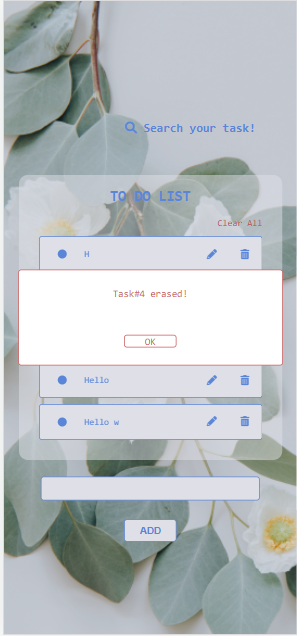 Search your task!
TO DO LIST
Clear All
H
Task#4 erased!
OK
Hello
Hello w
ADD